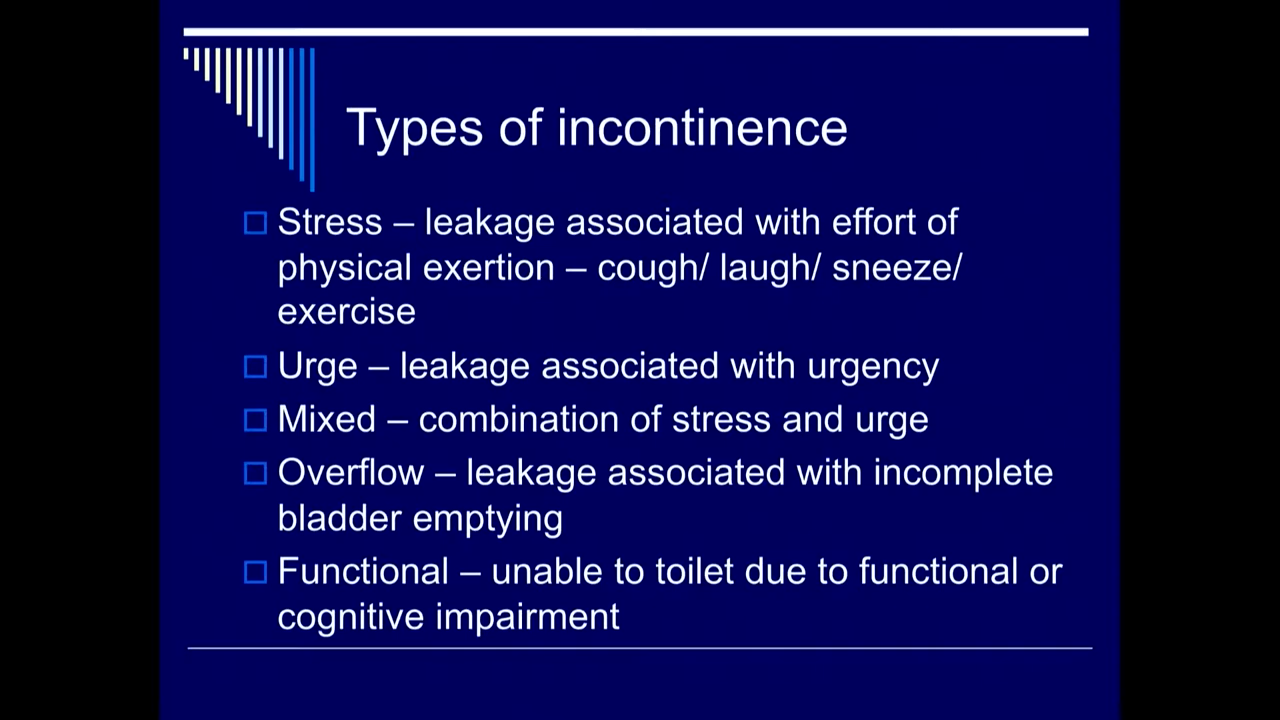 Types of incontinence
Stress – leakage associated with effort of
physical exertion – cough/ laugh/ sneeze/
exercise
Urge – leakage associated with urgency
Mixed – combination of stress and urge
Overflow – leakage associated with incomplete
bladder emptying
Functional – unable to toilet due to functional or
cognitive impairment